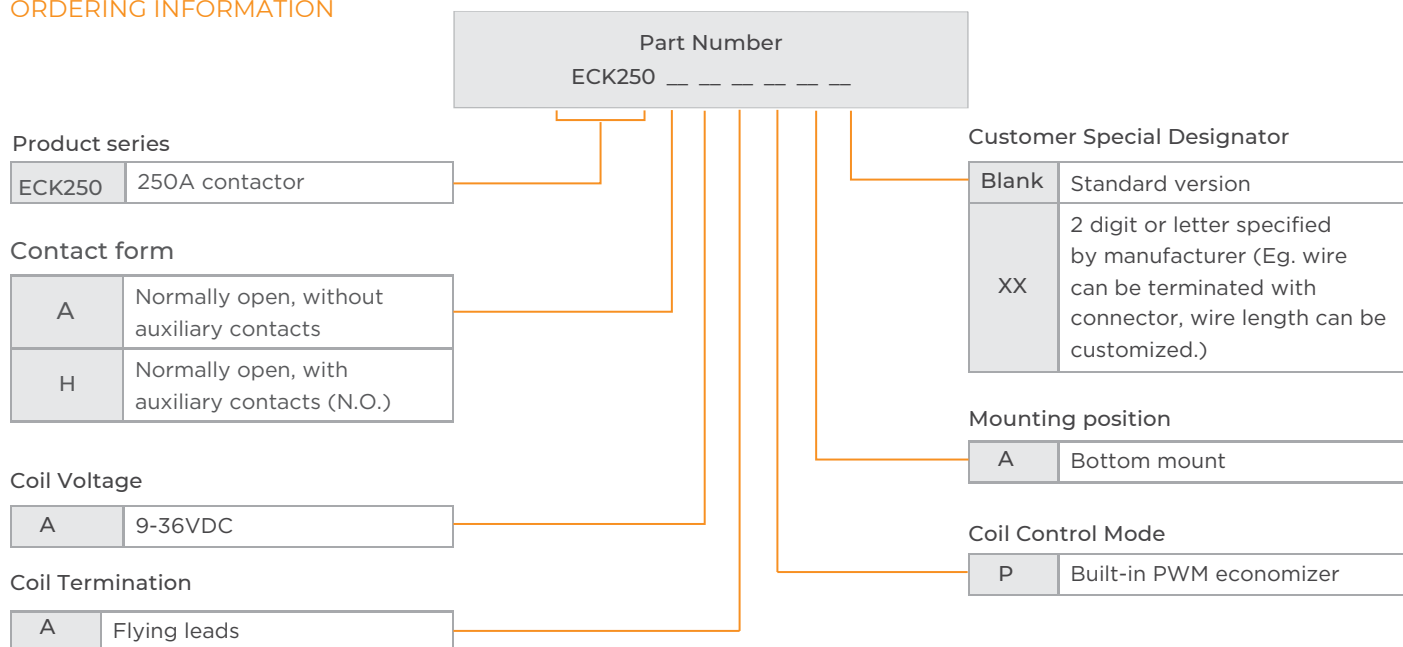 ORDERING INFORMATION
Part Number
ECK250 __ __ __ __ __ __
Product series
ECK250 250A contactor
Contact form
A Normally open, without
auxiliary contacts
H Normally open, with
auxiliary contacts (N.O.)
Coil Voltage
A 9-36VDC
Coil Termination
A Flying leads
Customer Special Designator
Blank Standard version
XX 2 digit or letter specified
by manufacturer (Eg. wire
can be terminated with
connector, wire length can be
customized.)
Mounting position
A Bottom mount
Coil Control Mode
P Built-in PWM economizer